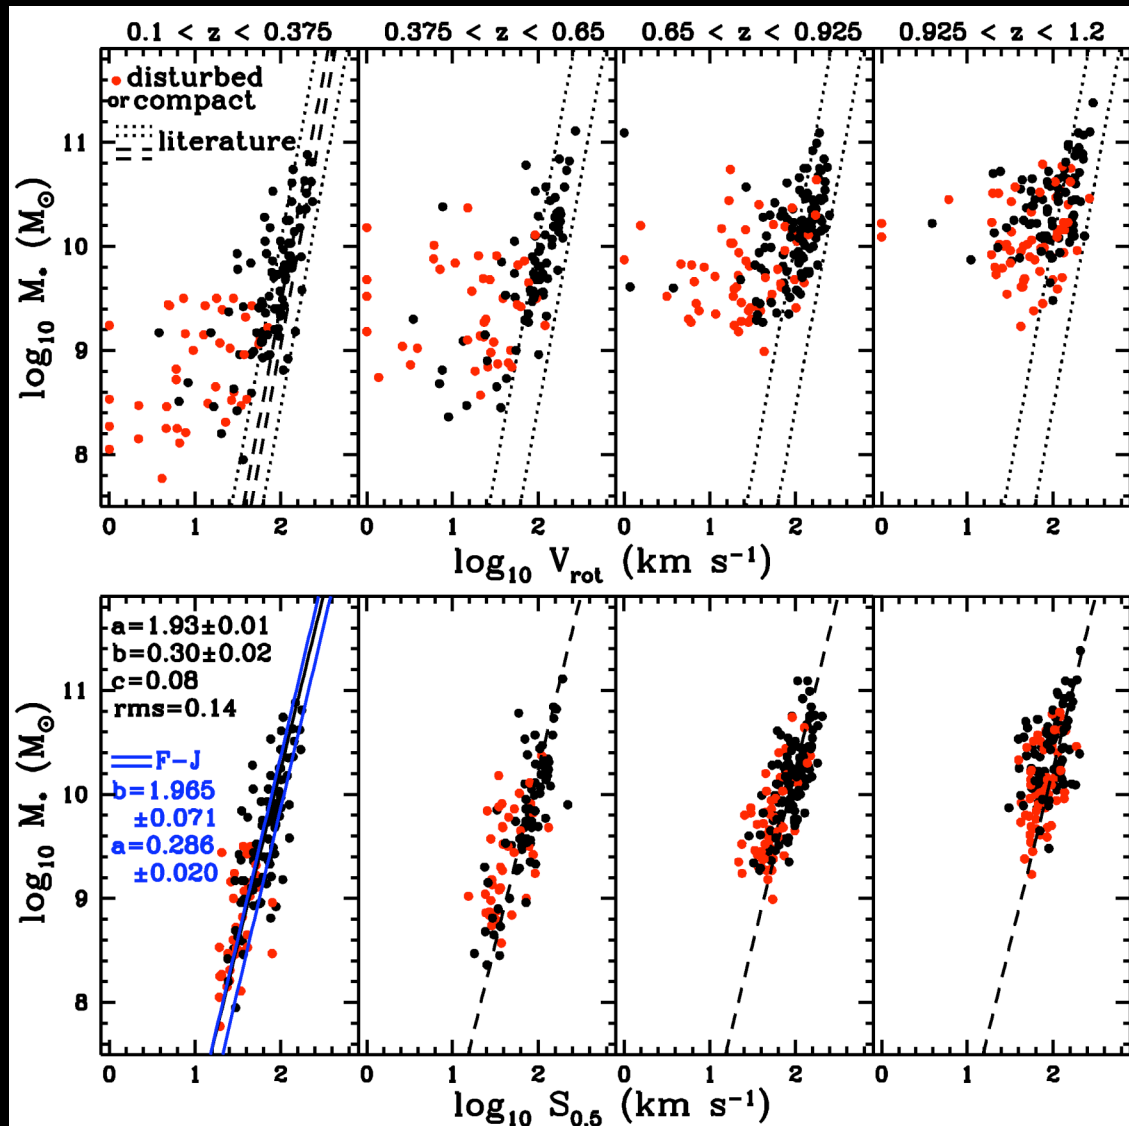 0.1 < z < 0.375 0.375 < z < 0.65 0.65 < z < 0.925 0.925 < z < 1.2
disturbed
or compact
literature
log₁₀ M* (M⊙)
11
10
9
8
0 1 2 0 1 2 0 1 2 0 1 2
log₁₀ V_rot (km s⁻¹)
a=1.93±0.01
b=0.30±0.02
c=0.08
rms=0.14
F-J
b=1.965
±0.071
a=0.286
±0.020
log₁₀ M* (M⊙)
11
10
9
8
0 1 2 0 1 2 0 1 2 0 1 2
log₁₀ S₀.₅ (km s⁻¹)